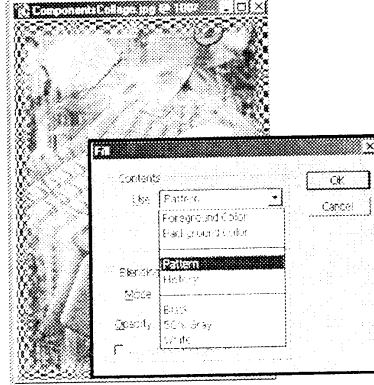 ComponentsCollage.jpg @ 100%
Fill
Contents
Use: Pattern
OK
Cancel
Foreground Color
Background Color
Pattern
History
Blending
Mode
Black
Opacity
50% Gray
White